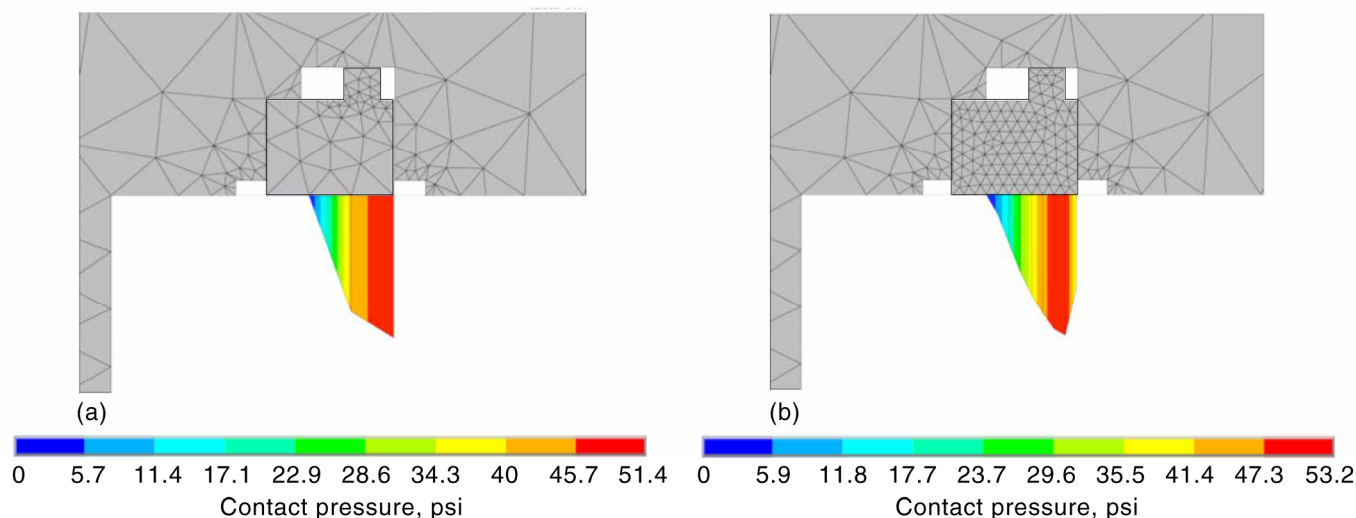 (a)
(b)
0 5.7 11.4 17.1 22.9 28.6 34.3 40 45.7 51.4
Contact pressure, psi
0 5.9 11.8 17.7 23.7 29.6 35.5 41.4 47.3 53.2
Contact pressure, psi